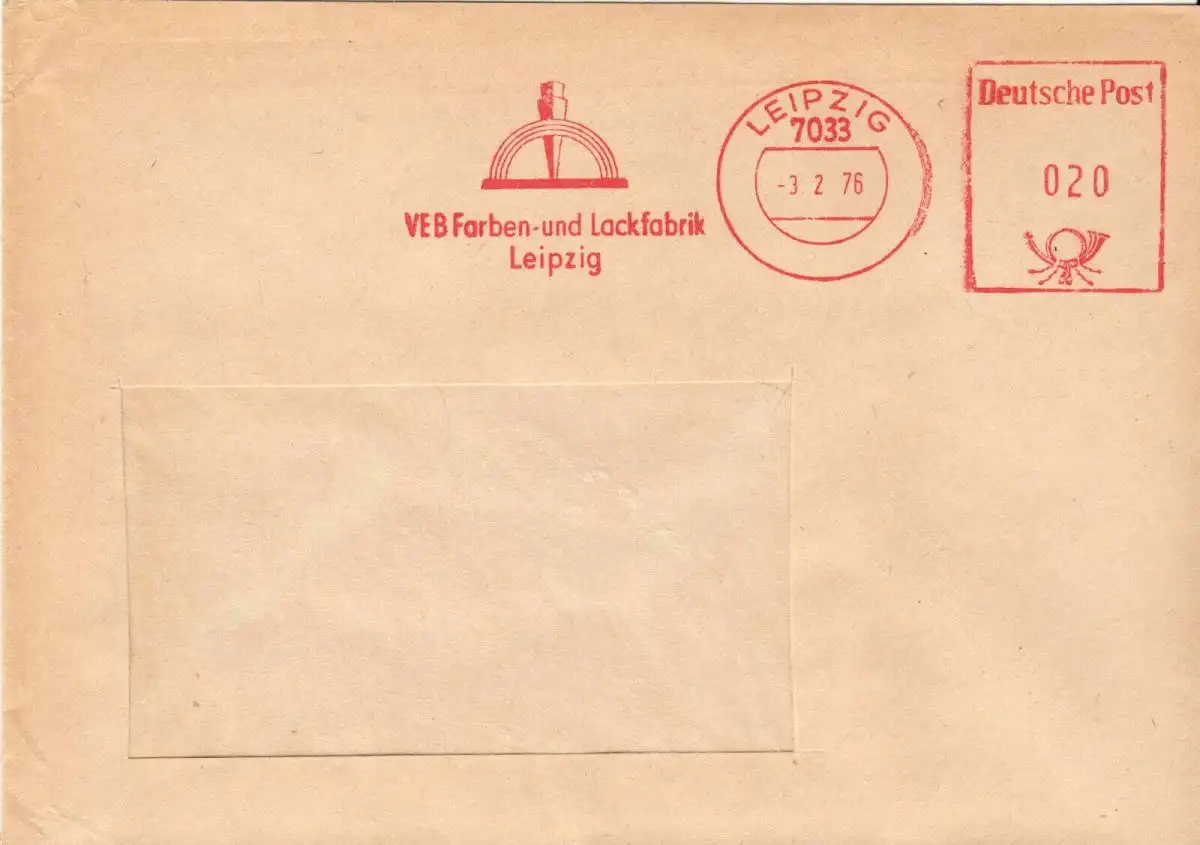 VEB Farben-und Lackfabrik
Leipzig
LEIPZIG
7033
-3 2 76
Deutsche Post
020